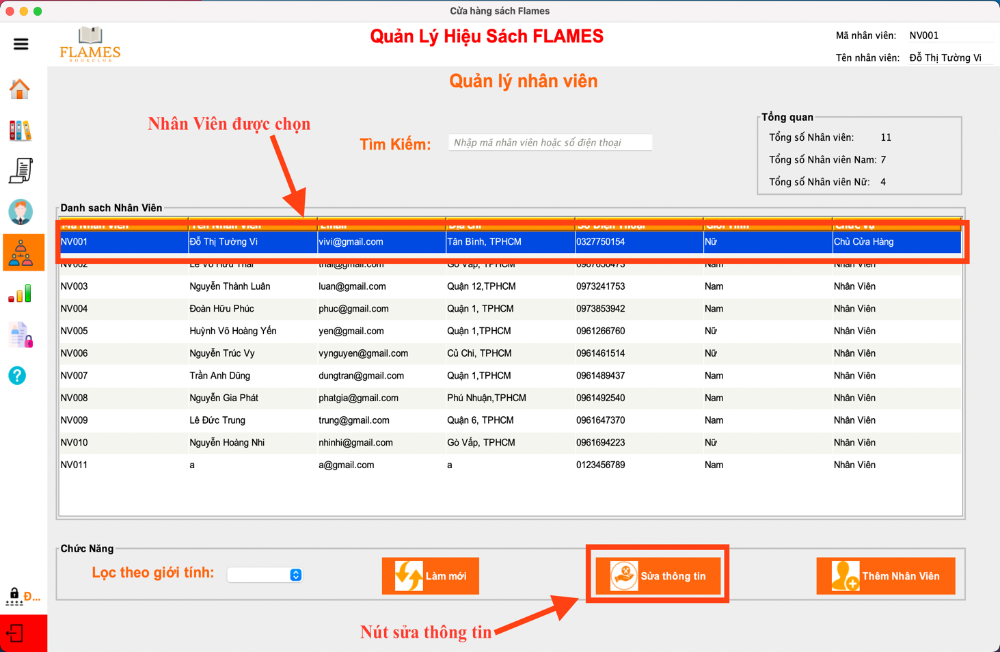 Cửa hàng sách Flames
FLAMES
BOOKCLUB
Quản Lý Hiệu Sách FLAMES
Mã nhân viên: NV001
Tên nhân viên: Đỗ Thị Tường Vi
Quản lý nhân viên
Nhân Viên được chọn
Tìm Kiếm: Nhập mã nhân viên hoặc số điện thoại
Tổng quan
Tổng số Nhân viên: 11
Tổng số Nhân viên Nam: 7
Tổng số Nhân viên Nữ: 4
Danh sach Nhân Viên
Mã Nhân Viên Tên Nhân Viên Email Địa Chỉ Số Điện Thoại Giới Tính Chức Vụ
NV001 Đỗ Thị Tường Vi vivi@gmail.com Tân Bình, TPHCM 0327750154 Nữ Chủ Cửa Hàng
NV002 Lê Võ Hữu Thái thai@gmail.com Gò Vấp, TPHCM 0967650473 Nam Nhân Viên
NV003 Nguyễn Thành Luân luan@gmail.com Quận 12,TPHCM 0973241753 Nam Nhân Viên
NV004 Đoàn Hữu Phúc phuc@gmail.com Quận 1, TPHCM 0973853942 Nam Nhân Viên
NV005 Huỳnh Võ Hoàng Yến yen@gmail.com Quận 1,TPHCM 0961266760 Nữ Nhân Viên
NV006 Nguyễn Trúc Vy vynguyen@gmail.com Củ Chi, TPHCM 0961461514 Nữ Nhân Viên
NV007 Trần Anh Dũng dungtran@gmail.com Quận 1,TPHCM 0961489437 Nam Nhân Viên
NV008 Nguyễn Gia Phát phatgia@gmail.com Phú Nhuận,TPHCM 0961492540 Nam Nhân Viên
NV009 Lê Đức Trung trung@gmail.com Quận 6, TPHCM 0961647370 Nam Nhân Viên
NV010 Nguyễn Hoàng Nhi nhinhi@gmail.com Gò Vấp, TPHCM 0961694223 Nữ Nhân Viên
NV011 a a@gmail.com a 0123456789 Nam Nhân Viên
Chức Năng
Lọc theo giới tính:
Làm mới
Sửa thông tin
Thêm Nhân Viên
Đ...
Nút sửa thông tin